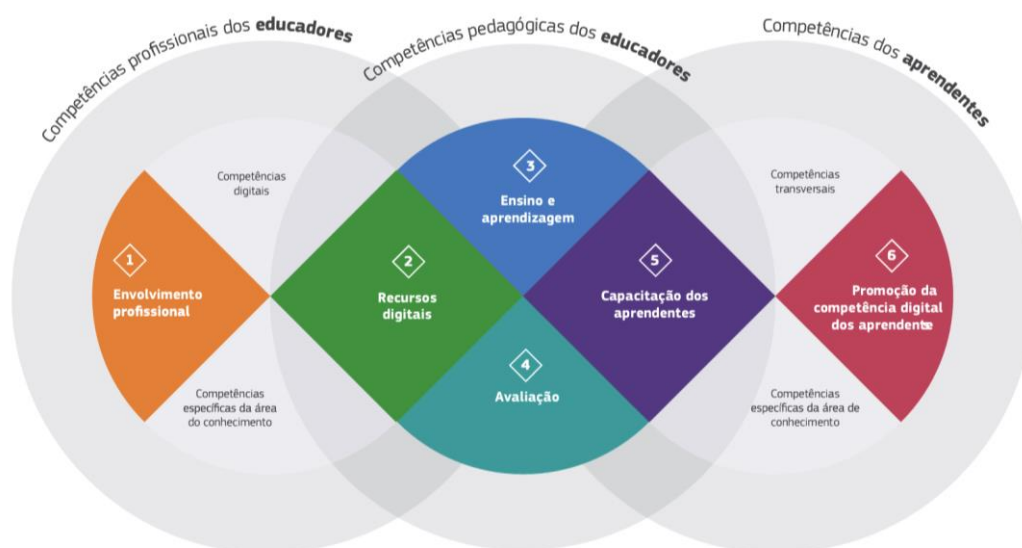 Competências profissionais dos educadores
Competências pedagógicas dos educadores
Competências dos aprendentes
Competências
digitais
1
Envolvimento
profissional
Competências
específicas da área
do conhecimento
2
Recursos
digitais
3
Ensino e
aprendizagem
4
Avaliação
5
Capacitação dos
aprendentes
Competências
transversais
6
Promoção da
competência digital
dos aprendente
Competências
específicas da área de
conhecimento